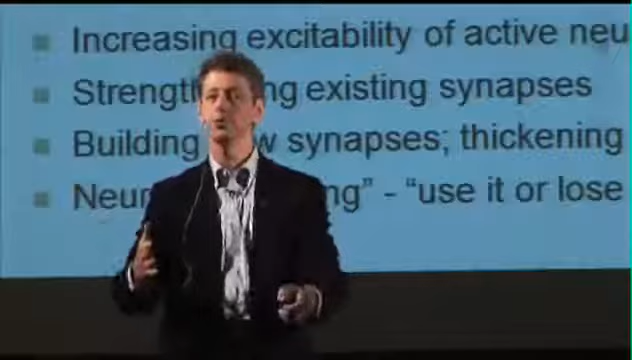 Increasing excitability of active neu
Strength ng existing synapses
Building w synapses; thickening
Neur ng” - “use it or lose